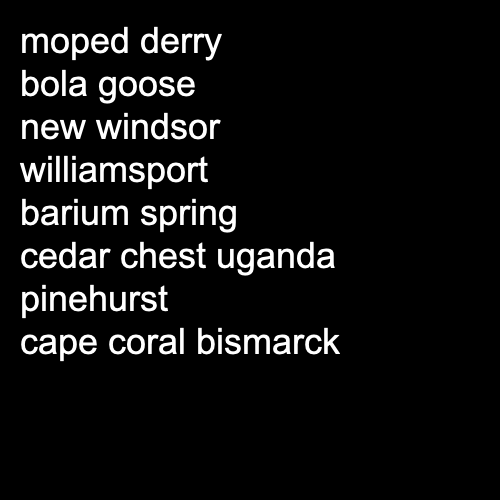 moped derry
bola goose
new windsor
williamsport
barium spring
cedar chest uganda
pinehurst
cape coral bismarck